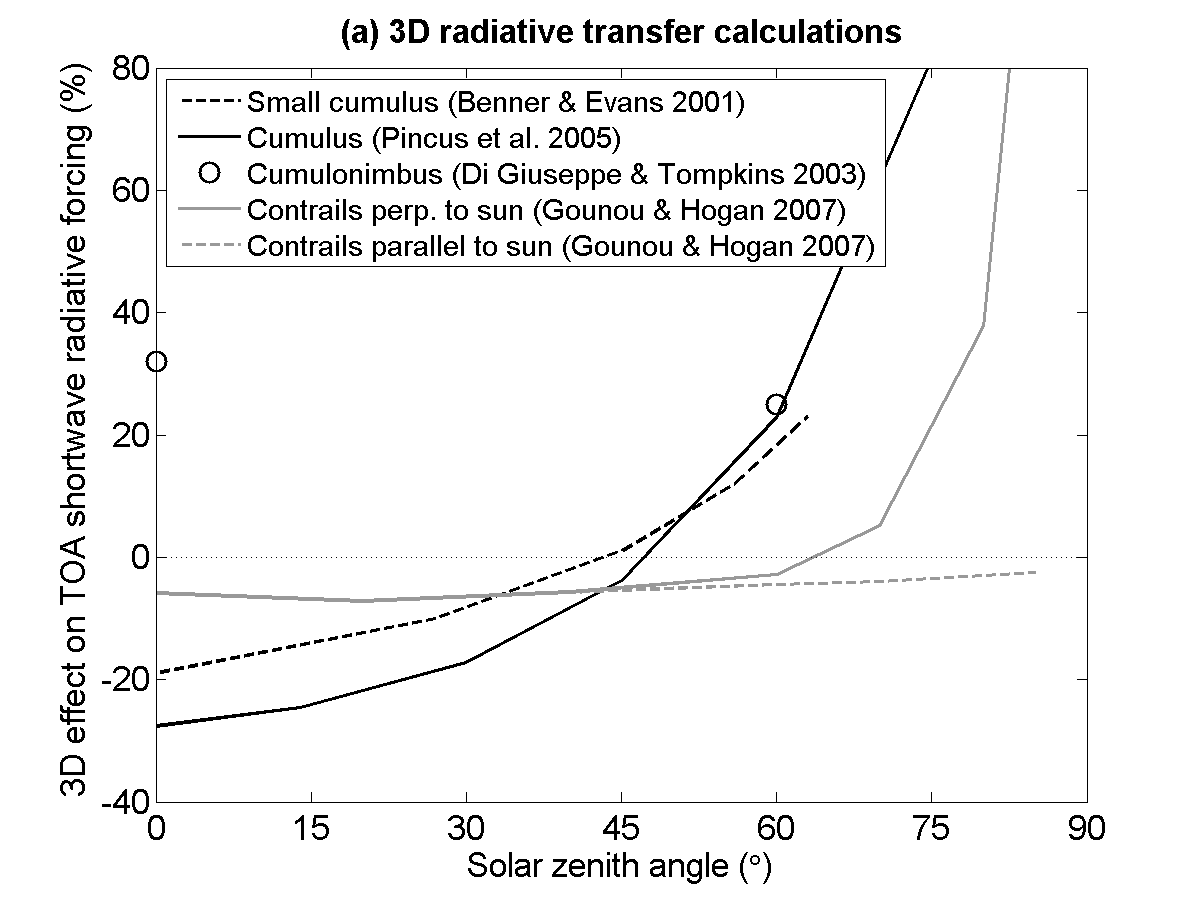 (a) 3D radiative transfer calculations
3D effect on TOA shortwave radiative forcing (%)
80
60
40
20
0
-20
-40
Small cumulus (Benner & Evans 2001)
Cumulus (Pincus et al. 2005)
Cumulonimbus (Di Giuseppe & Tompkins 2003)
Contrails perp. to sun (Gounou & Hogan 2007)
Contrails parallel to sun (Gounou & Hogan 2007)
0 15 30 45 60 75 90
Solar zenith angle (°)